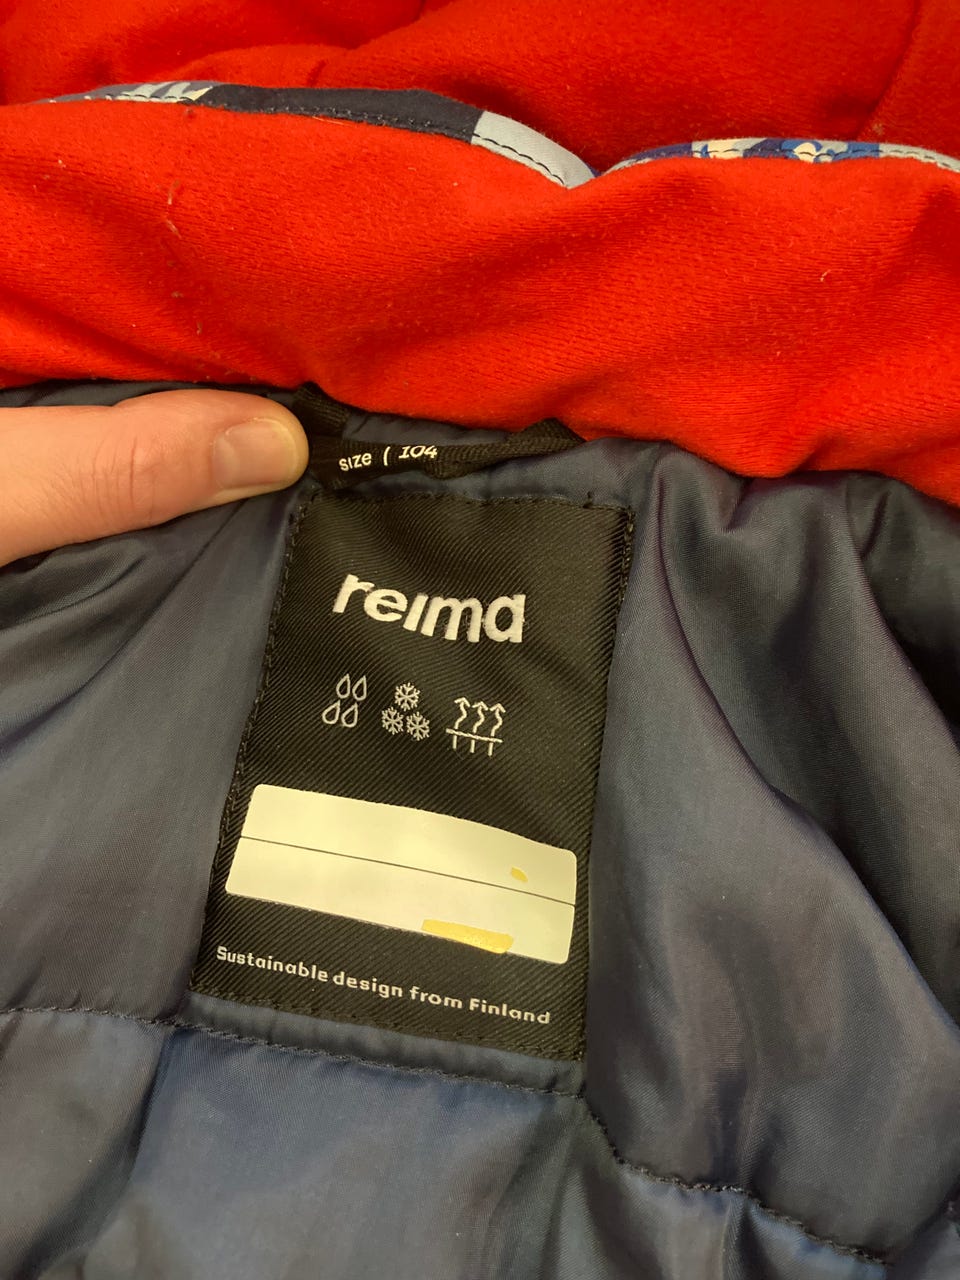 size / 104
reima
Sustainable design from Finland